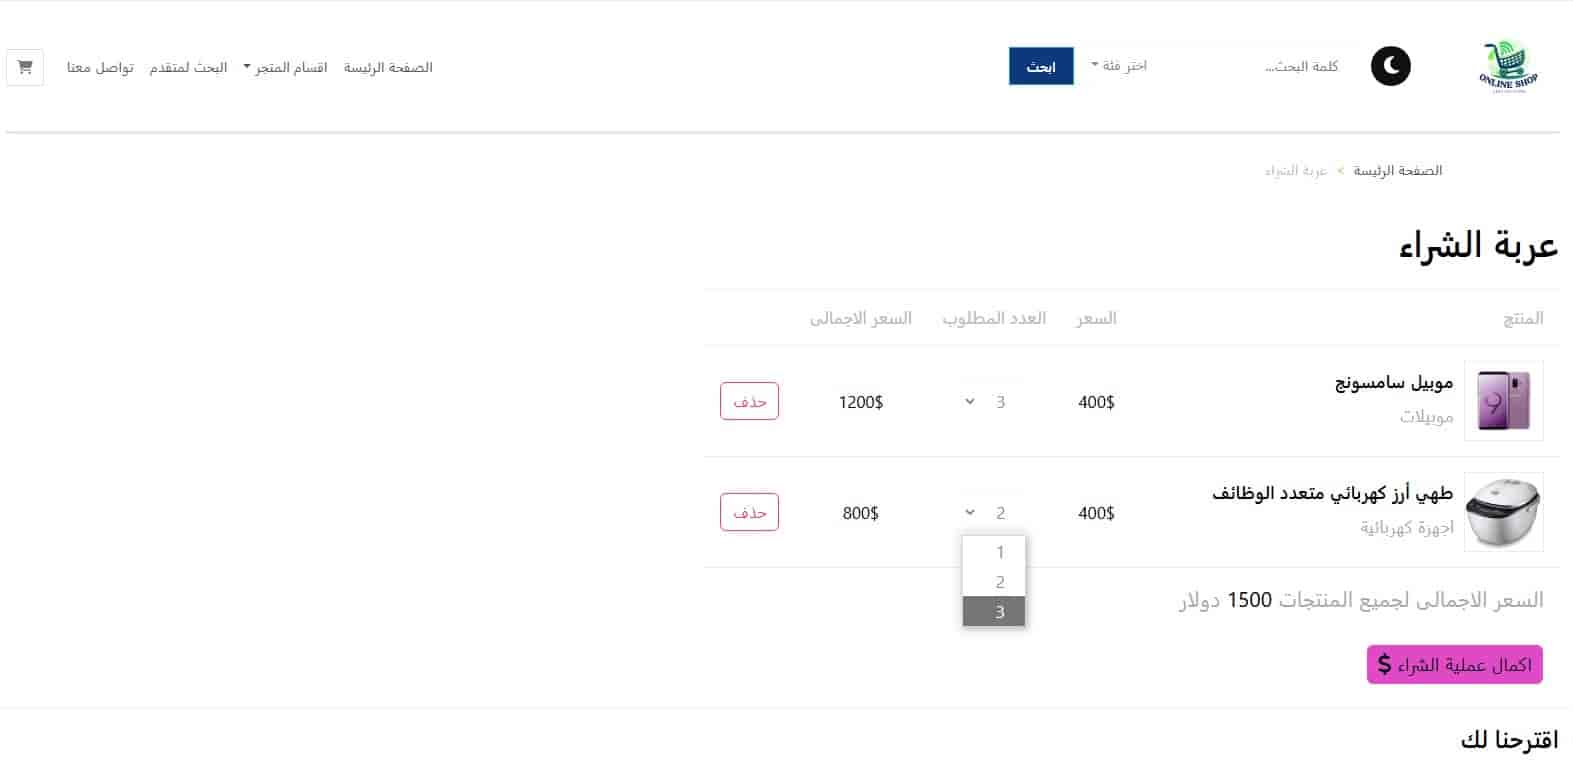 ONLINE SHOP
كلمة البحث...
اختر فئة
ابحث
الصفحة الرئيسة
اقسام المتجر
البحث لمتقدم
تواصل معنا
الصفحة الرئيسة > عربة الشراء
عربة الشراء
المنتج السعر العدد المطلوب السعر الاجمالى
موبيل سامسونج
موبيلات
400$ 3 1200$ حذف
طهي أرز كهربائي متعدد الوظائف
اجهزة كهربائية
400$ 2 800$ حذف
1
2
3
السعر الاجمالى لجميع المنتجات 1500 دولار
اكمال عملية الشراء $
اقترحنا لك